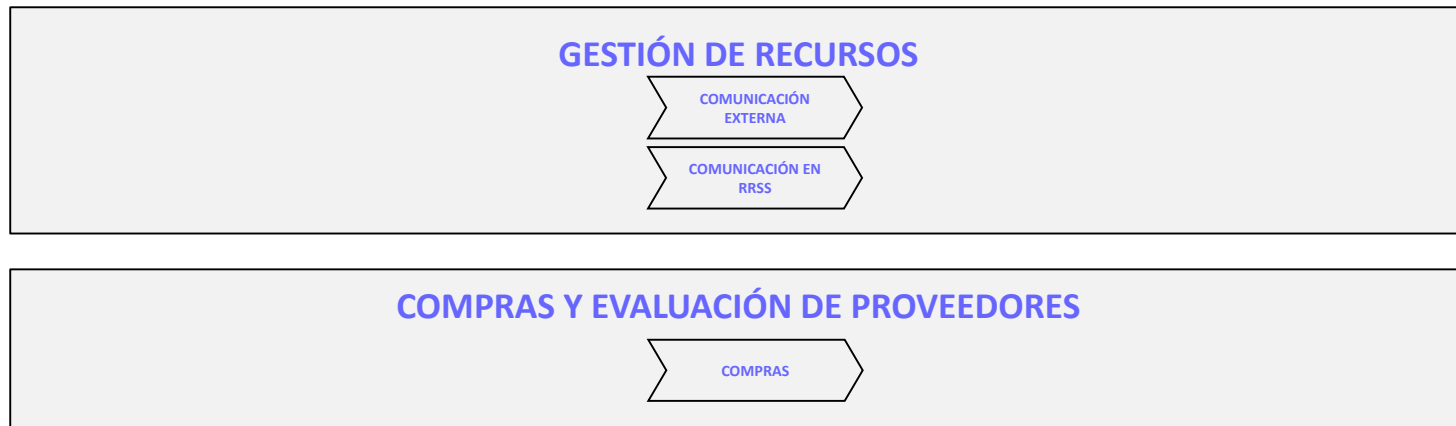 GESTIÓN DE RECURSOS
COMUNICACIÓN
EXTERNA
COMUNICACIÓN EN
RRSS
COMPRAS Y EVALUACIÓN DE PROVEEDORES
COMPRAS